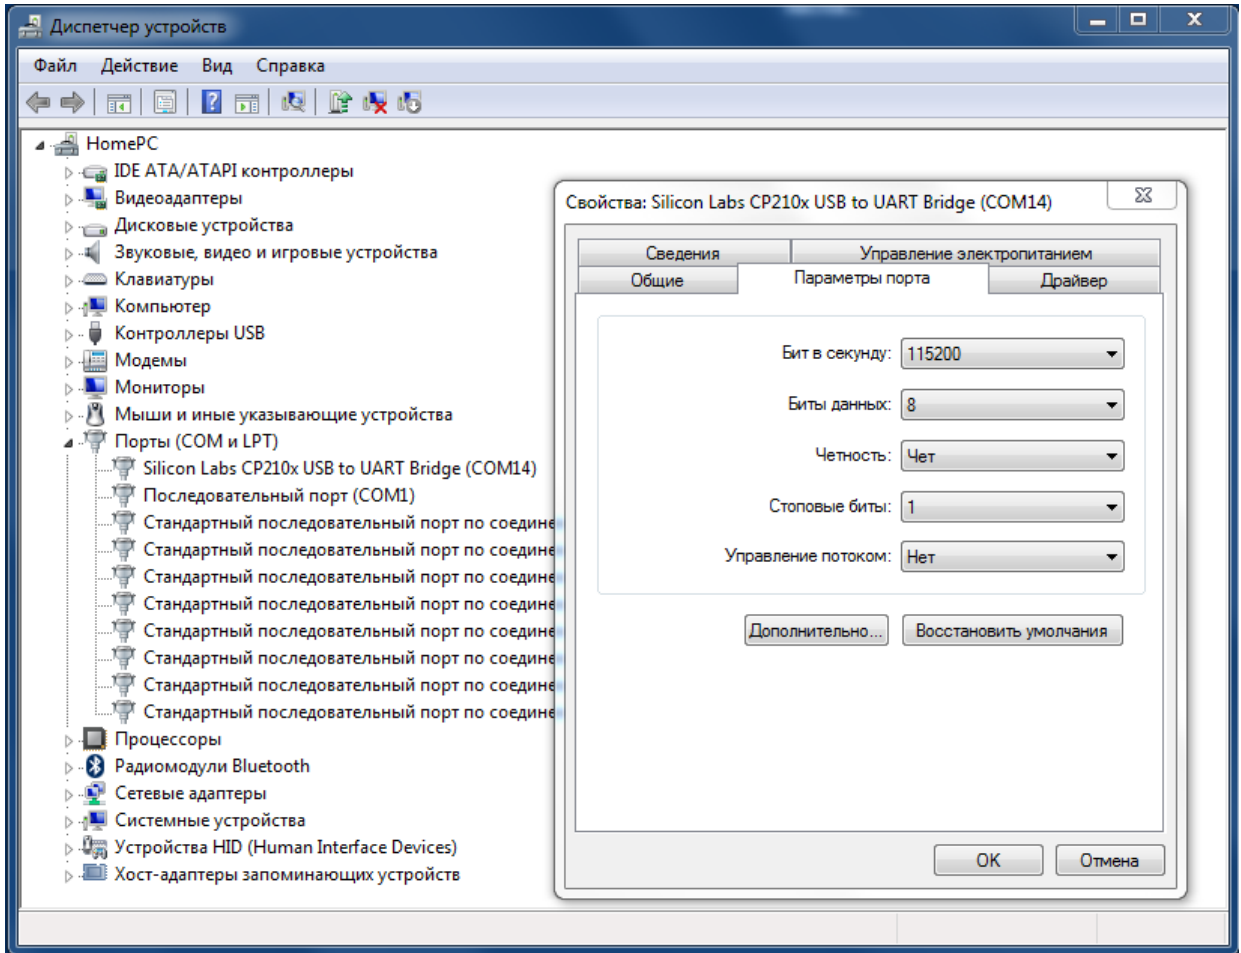 Диспетчер устройств
Файл Действие Вид Справка
HomePC
IDE ATA/ATAPI контроллеры
Видеоадаптеры
Дисковые устройства
Звуковые, видео и игровые устройства
Клавиатуры
Компьютер
Контроллеры USB
Модемы
Мониторы
Мыши и иные указывающие устройства
Порты (COM и LPT)
Silicon Labs CP210x USB to UART Bridge (COM14)
Последовательный порт (COM1)
Стандартный последовательный порт по соедине
Стандартный последовательный порт по соедине
Стандартный последовательный порт по соедине
Стандартный последовательный порт по соедине
Стандартный последовательный порт по соедине
Стандартный последовательный порт по соедине
Стандартный последовательный порт по соедине
Стандартный последовательный порт по соедине
Процессоры
Радиомодули Bluetooth
Сетевые адаптеры
Системные устройства
Устройства HID (Human Interface Devices)
Хост-адаптеры запоминающих устройств
Свойства: Silicon Labs CP210x USB to UART Bridge (COM14)
Сведения Управление электропитанием
Общие Параметры порта Драйвер
Бит в секунду: 115200
Биты данных: 8
Четность: Чет
Стоповые биты: 1
Управление потоком: Нет
Дополнительно... Восстановить умолчания
OK Отмена